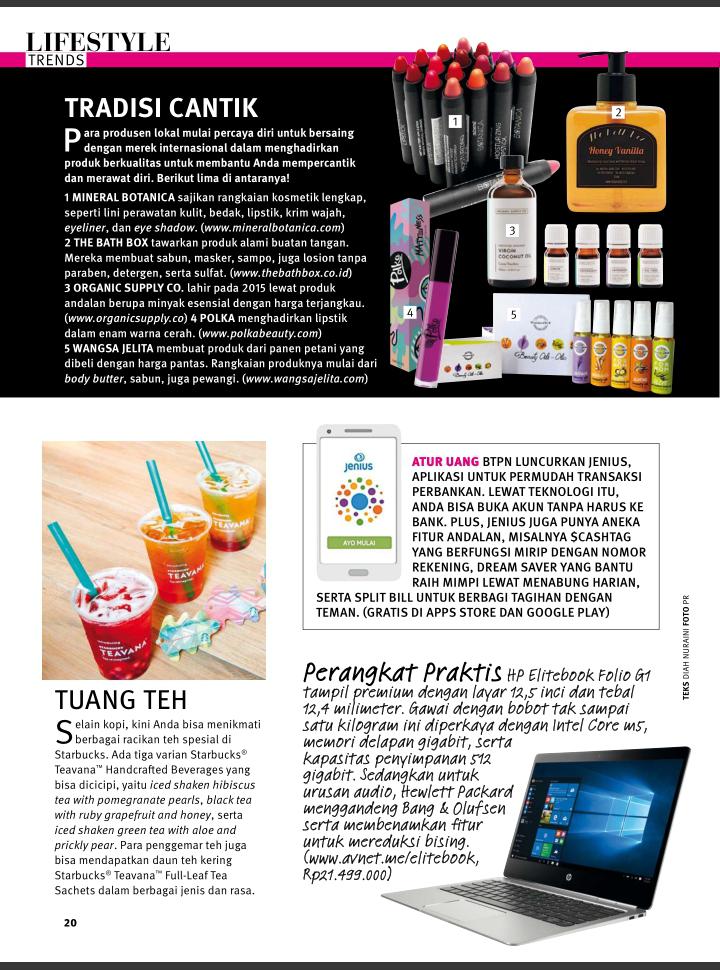 LIFESTYLE
TRENDS
TRADISI CANTIK
Para produsen lokal mulai percaya diri untuk bersaing
dengan merek internasional dalam menghadirkan
produk berkualitas untuk membantu Anda mempercantik
dan merawat diri. Berikut lima di antaranya!
1 MINERAL BOTANICA sajikan rangkaian kosmetik lengkap,
seperti lini perawatan kulit, bedak, lipstik, krim wajah,
eyeliner, dan eye shadow. (www.mineralbotanica.com)
2 THE BATH BOX tawarkan produk alami buatan tangan.
Mereka membuat sabun, masker, sampo, juga losion tanpa
paraben, detergen, serta sulfat. (www.thebathbox.co.id)
3 ORGANIC SUPPLY CO. lahir pada 2015 lewat produk
andalan berupa minyak esensial dengan harga terjangkau.
(www.organicsupply.co) 4 POLKA menghadirkan lipstik
dalam enam warna cerah. (www.polkabeauty.com)
5 WANGSA JELITA membuat produk dari panen petani yang
dibeli dengan harga pantas. Rangkaian produknya mulai dari
body butter, sabun, juga pewangi. (www.wangsajelita.com)
1
2
Honey Vanilla
3
VIRGIN
COCONUT OIL
4
Polka
5
Beauty Oils - Oles
TEAVANA
TEAVANA
TEAVANA
TUANG TEH
Selain kopi, kini Anda bisa menikmati
berbagai racikan teh spesial di
Starbucks. Ada tiga varian Starbucks®
Teavana™ Handcrafted Beverages yang
bisa dicicipi, yaitu iced shaken hibiscus
tea with pomegranate pearls, black tea
with ruby grapefruit and honey, serta
iced shaken green tea with aloe and
prickly pear. Para penggemar teh juga
bisa mendapatkan daun teh kering
Starbucks® Teavana™ Full-Leaf Tea
Sachets dalam berbagai jenis dan rasa.
jenius
AYO MULAI
ATUR UANG BTPN LUNCURKAN JENIUS,
APLIKASI UNTUK PERMUDAH TRANSAKSI
PERBANKAN. LEWAT TEKNOLOGI ITU,
ANDA BISA BUKA AKUN TANPA HARUS KE
BANK. PLUS, JENIUS JUGA PUNYA ANEKA
FITUR ANDALAN, MISALNYA $CASHTAG
YANG BERFUNGSI MIRIP DENGAN NOMOR
REKENING, DREAM SAVER YANG BANTU
RAIH MIMPI LEWAT MENABUNG HARIAN,
SERTA SPLIT BILL UNTUK BERBAGI TAGIHAN DENGAN
TEMAN. (GRATIS DI APPS STORE DAN GOOGLE PLAY)
TEKS DIAH NURAINI FOTO PR
Perangkat Praktis HP Elitebook Folio G1
tampil premium dengan layar 12,5 inci dan tebal
12,4 milimeter. Gawai dengan bobot tak sampai
satu kilogram ini diperkaya dengan Intel Core m5,
memori delapan gigabit, serta
kapasitas penyimpanan 512
gigabit. Sedangkan untuk
urusan audio, Hewlett Packard
menggandeng Bang & Olufsen
serta membenamkan fitur
untuk mereduksi bising.
(www.avnet.me/elitebook,
Rp21.499.000)
20